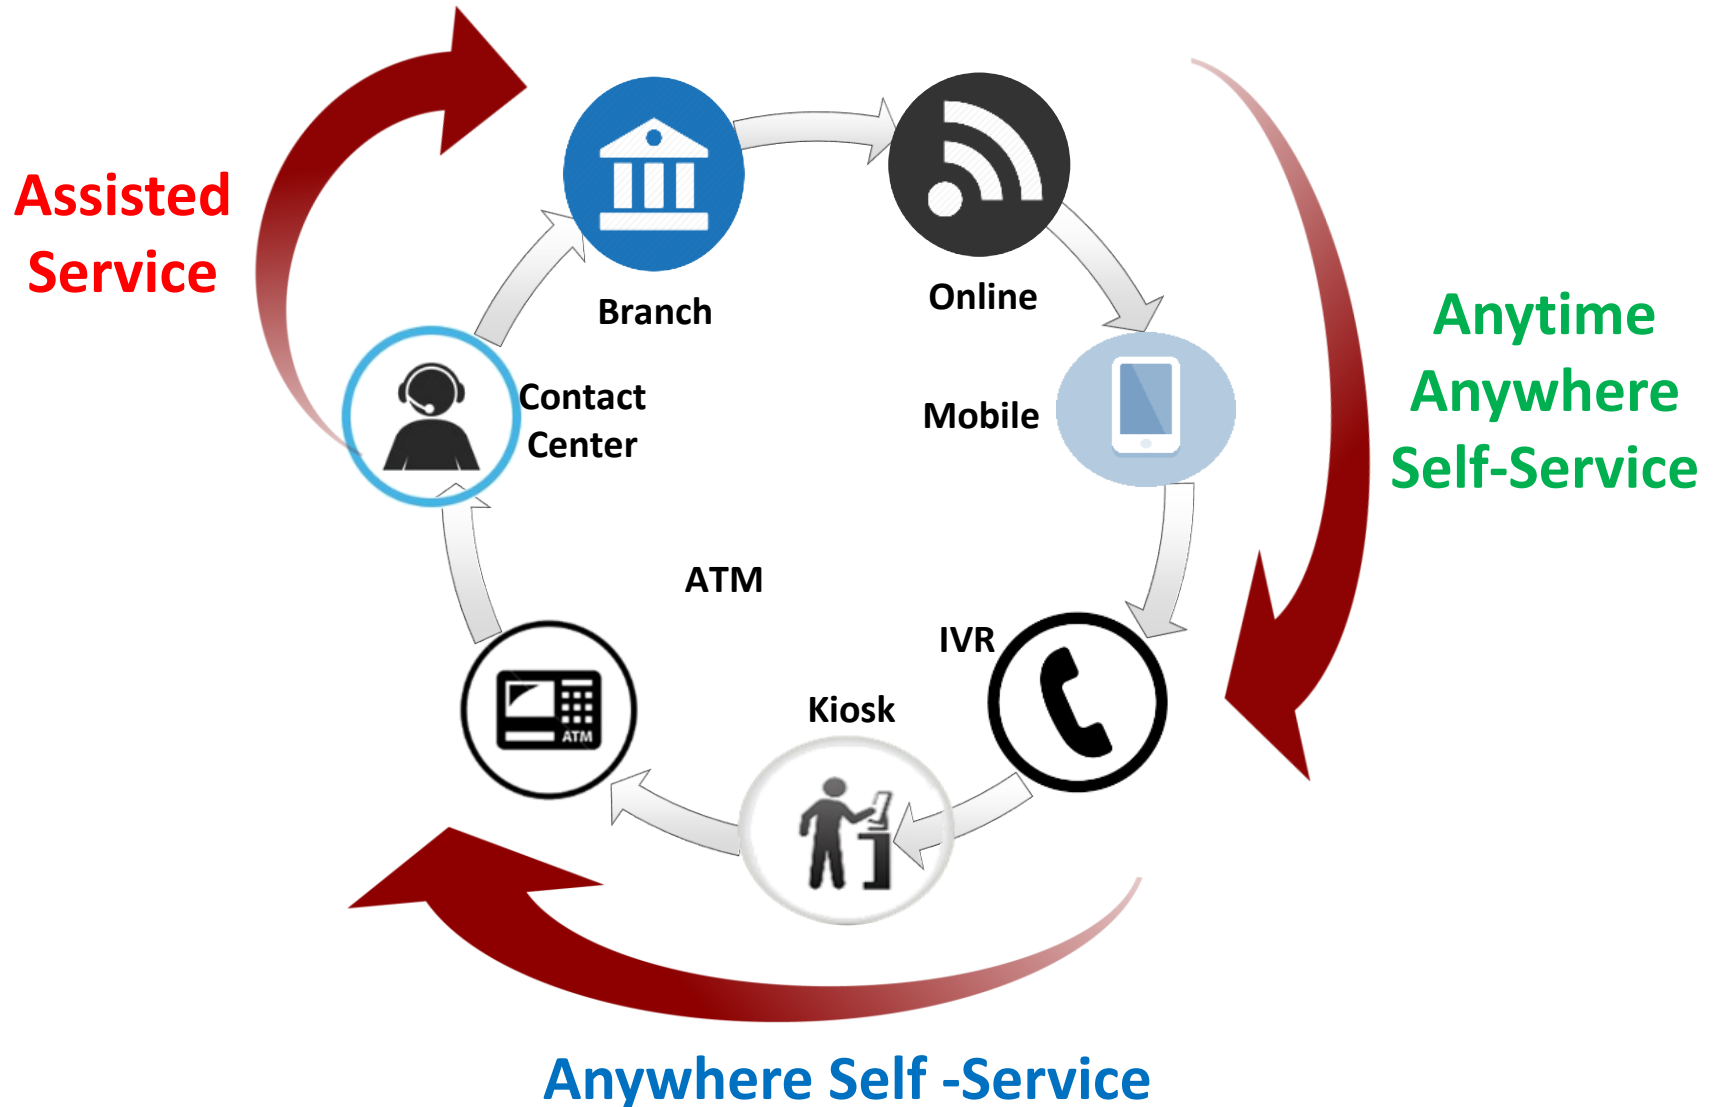 Assisted
Service
Branch
Online
Anytime
Anywhere
Self-Service
Contact
Center
Mobile
ATM
IVR
Kiosk
ATM
Anywhere Self -Service